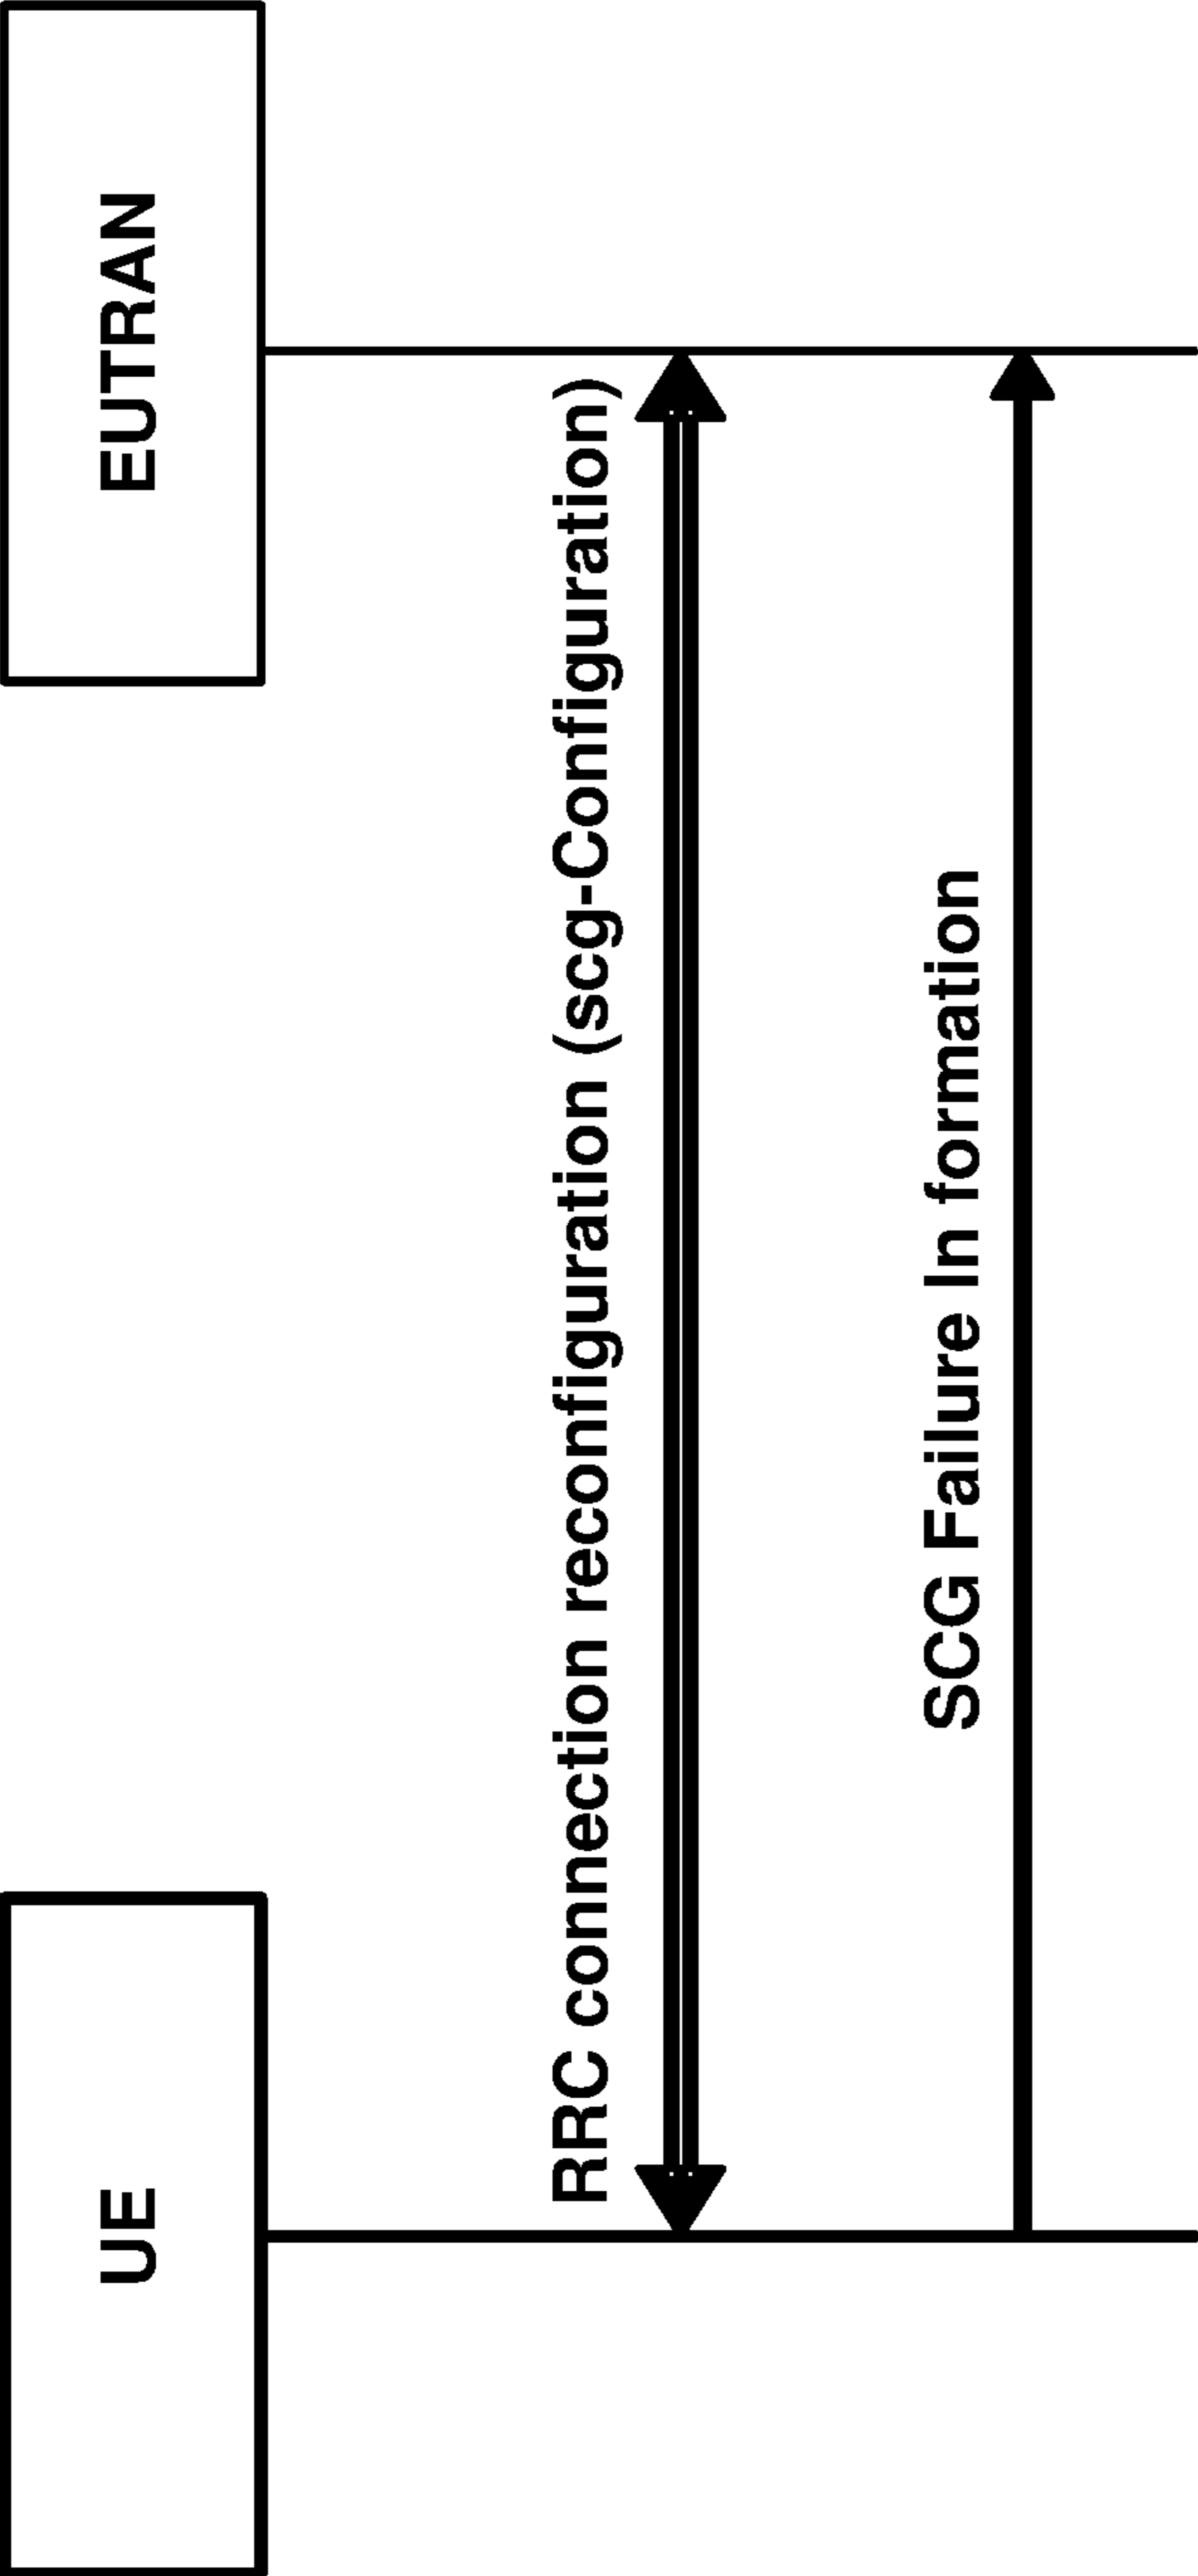 UE
EUTRAN
RRC connection reconfiguration (scg-Configuration)
SCG Failure In formation